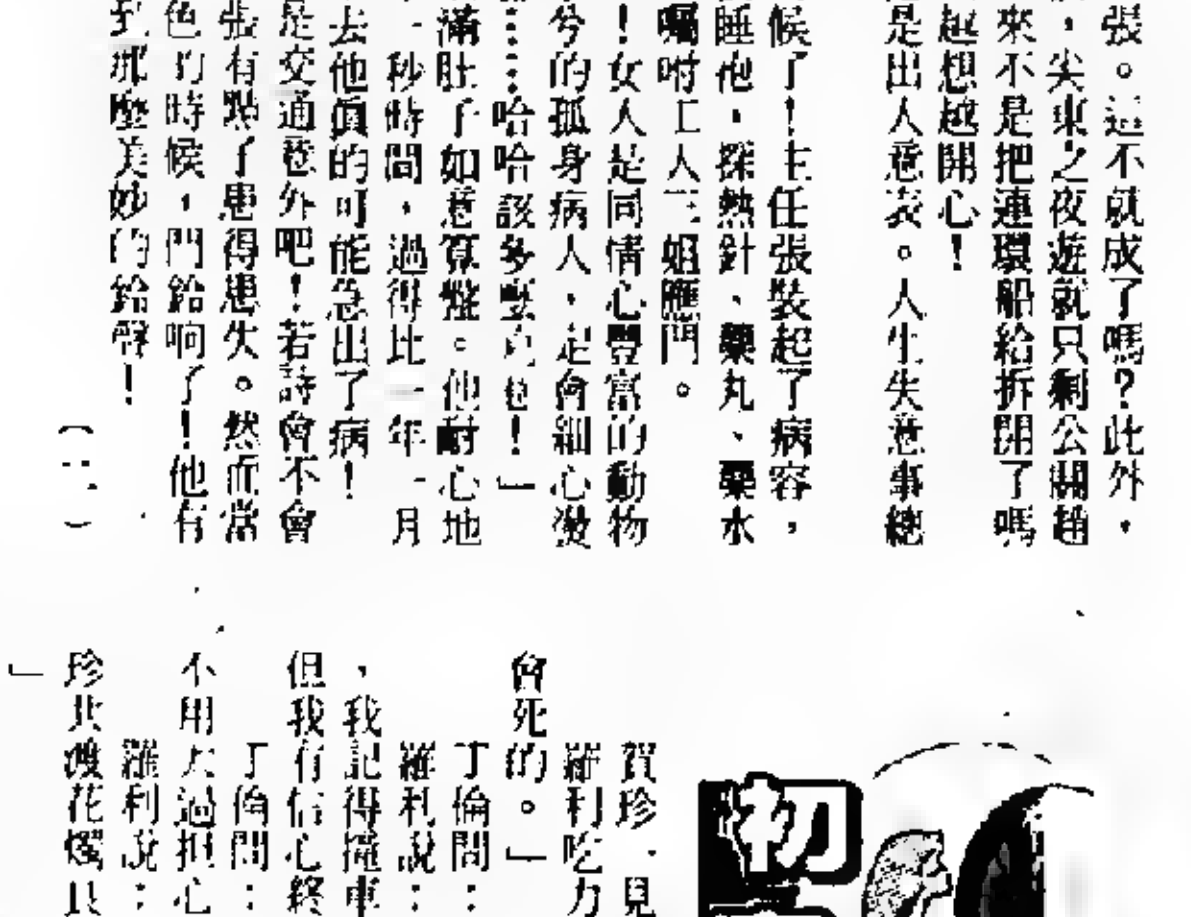 張。這不就成了嗎？此外，
，尖東之夜遊就只剩公關趙
來不是把連環船給拆開了嗎
越想越開心！
是出人意表。人生失意事總
候了！主任張裝起了病容，
睡袍，探熱針、藥丸、藥水
囑咐工人三姐應門。
！女人是同情心豐富的動物
兮的孤身病人，定會細心
……哈哈該多
滿肚子如意算盤。他耐心地
一秒時間，過得比一年一月
去他真的可能急出了病！
是交通意外吧！若詩會不會
張有點了患得患失。然而當
色的時候，門鈴响了！他有
那麼美妙的鈴聲！
賀珍一見
羅利吃力
會死的。」
丁倫問：
羅利說：
，我記得撞車
但我有信心終
丁倫問：
不用太過担心
羅利說：
珍共渡花燭
」
初